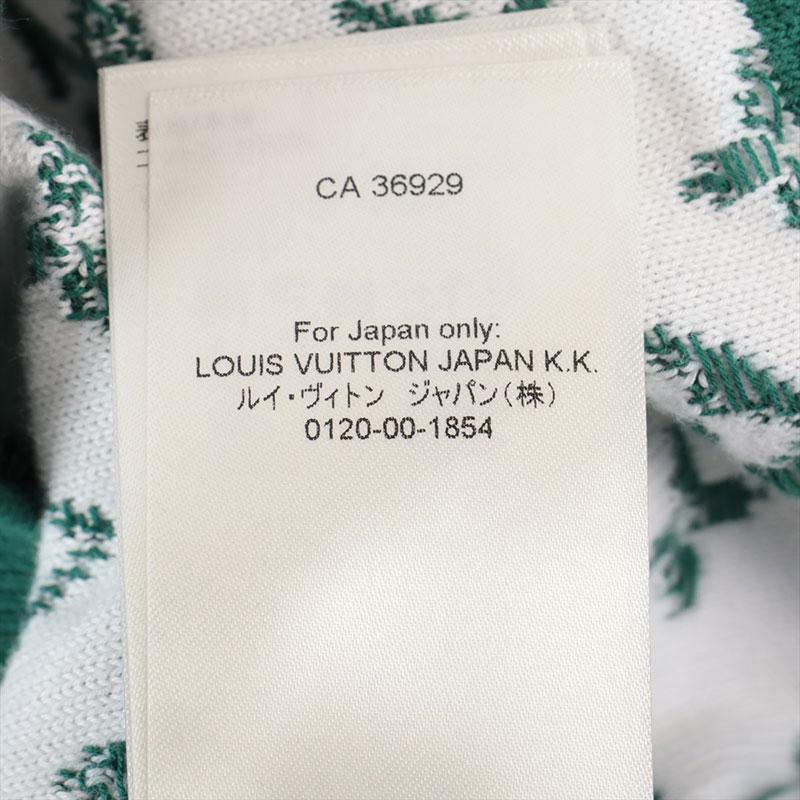 CA 36929
For Japan only:
LOUIS VUITTON JAPAN K.K.
ルイ・ヴィトン ジャパン(株)
0120-00-1854